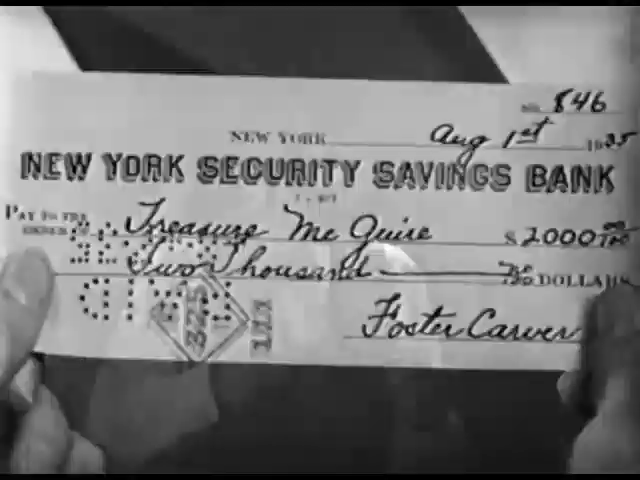 No 846
NEW YORK Aug 1st 1935
NEW YORK SECURITY SAVINGS BANK
PAY TO THE ORDER OF Treasure McGuire $2000 00/100
Two Thousand no/100 DOLLARS
Foster Carver